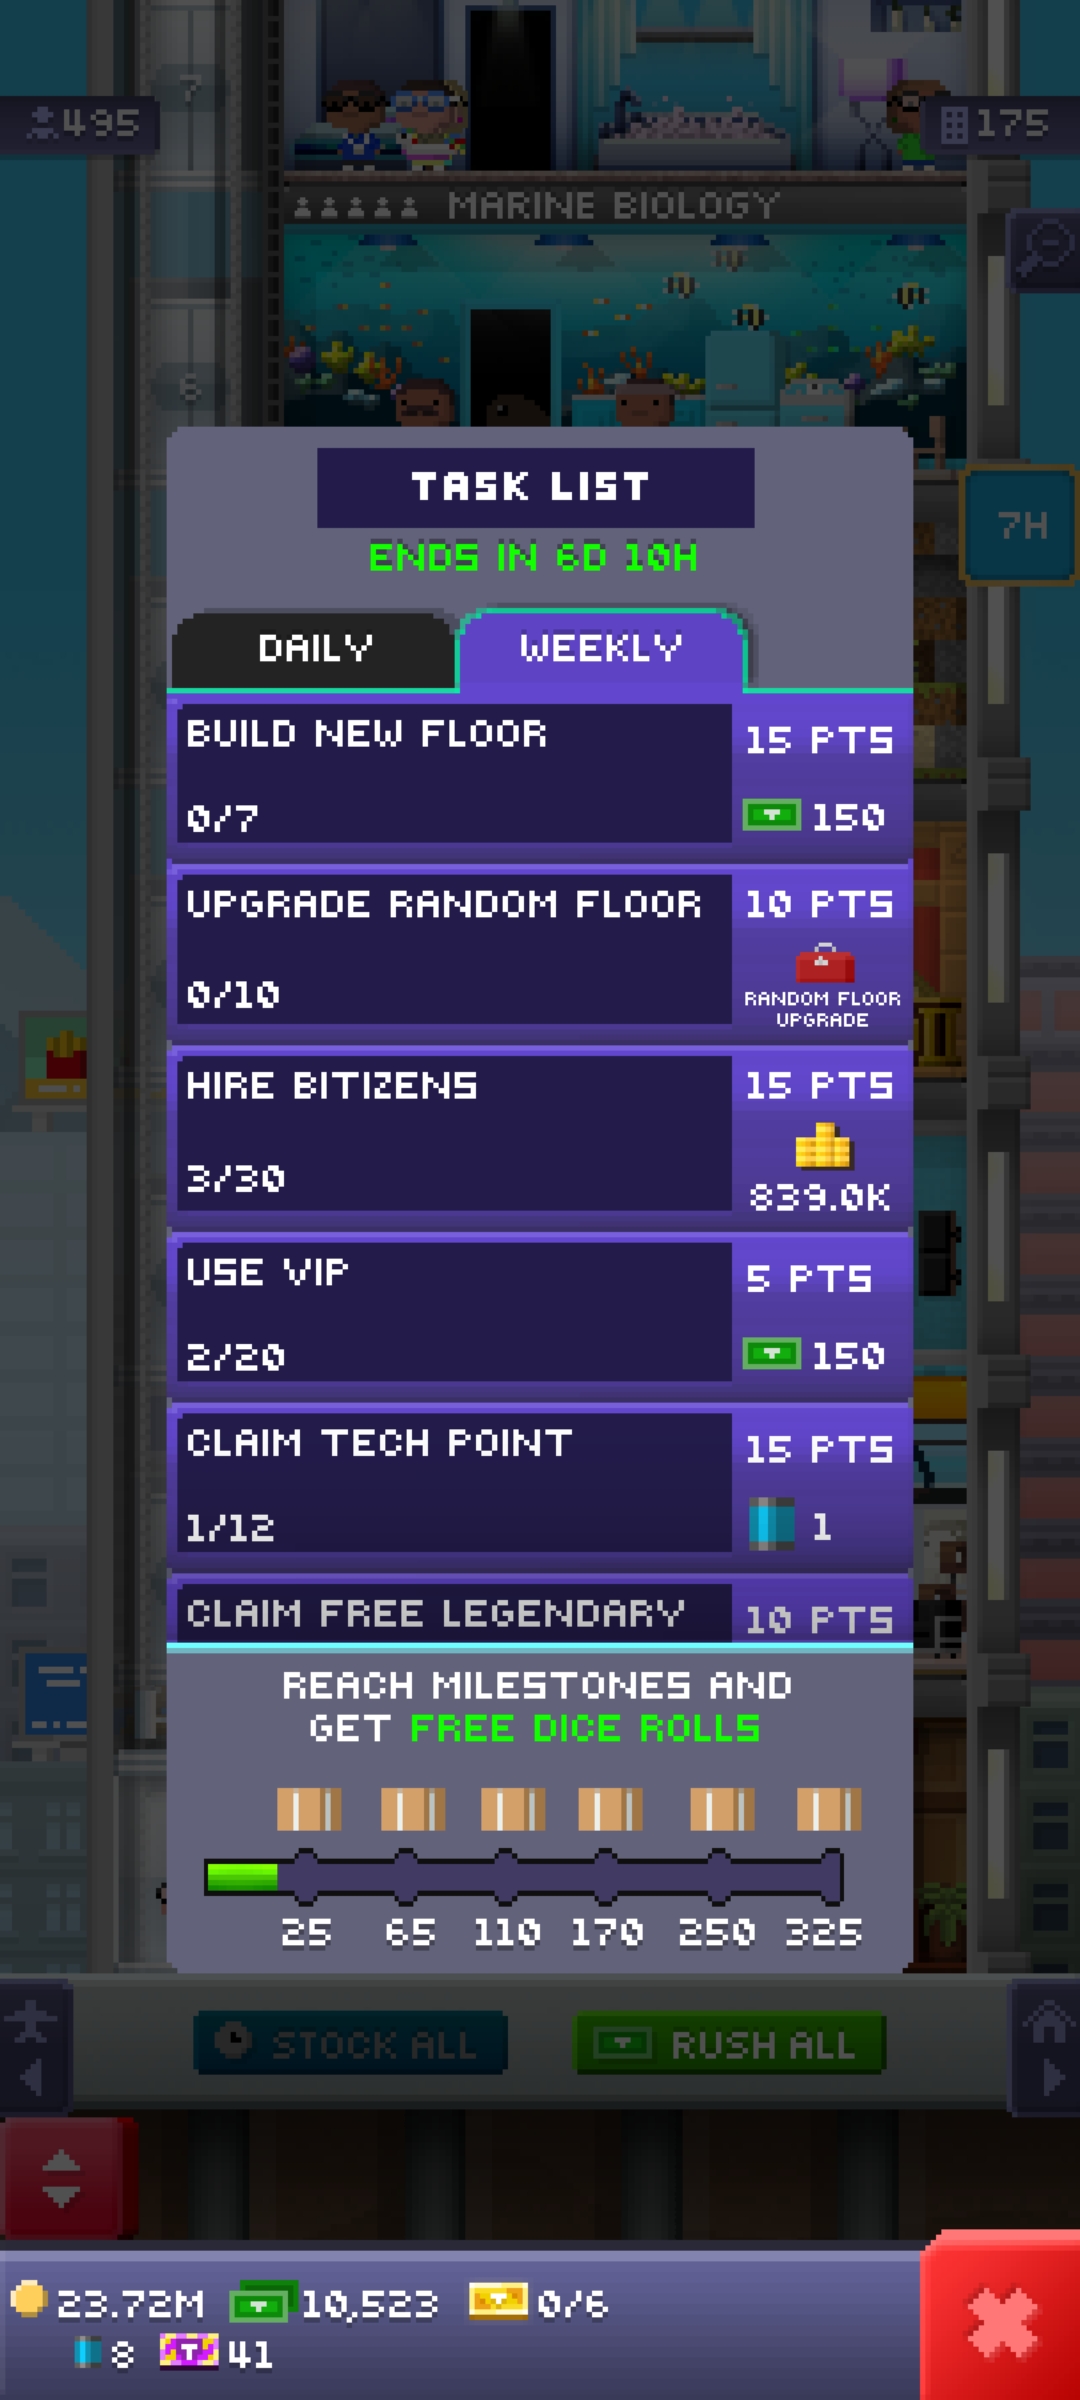 7
495
175
MARINE BIOLOGY
6
TASK LIST
ENDS IN 6D 10H
7H
DAILY
WEEKLY
BUILD NEW FLOOR
15 PTS
0/7
150
UPGRADE RANDOM FLOOR
10 PTS
0/10
RANDOM FLOOR
UPGRADE
HIRE BITIZENS
15 PTS
3/30
839.0K
USE VIP
5 PTS
2/20
150
CLAIM TECH POINT
15 PTS
1/12
1
CLAIM FREE LEGENDARY
10 PTS
REACH MILESTONES AND
GET FREE DICE ROLLS
25 65 110 170 250 325
STOCK ALL
RUSH ALL
23.72M 10,523 0/6
8 41